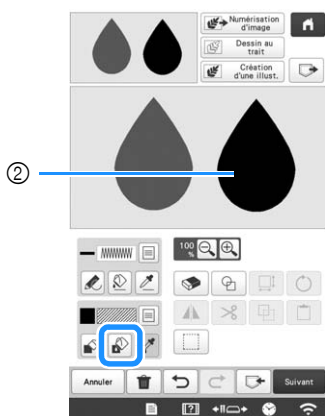 Numérisation
d'image
Dessin au
trait
Création
d'une illust.
②
100
%
Annuler
Suivant